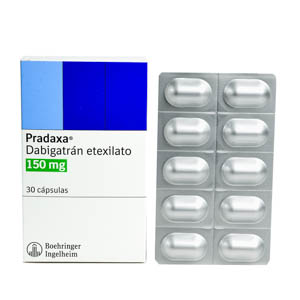 Pradaxa®
Dabigatrán etexilato
150 mg
30 cápsulas
Boehringer
Ingelheim